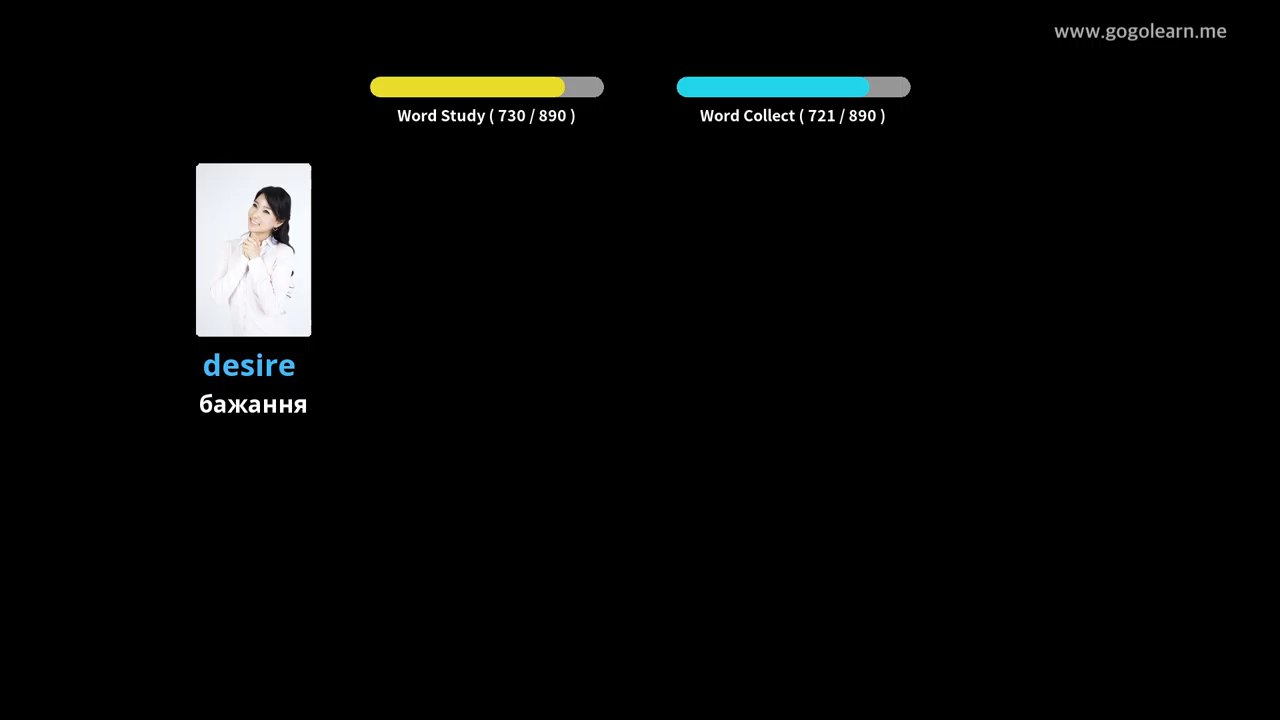 www.gogolearn.me
Word Study ( 730 / 890 )
Word Collect ( 721 / 890 )
desire
бажання